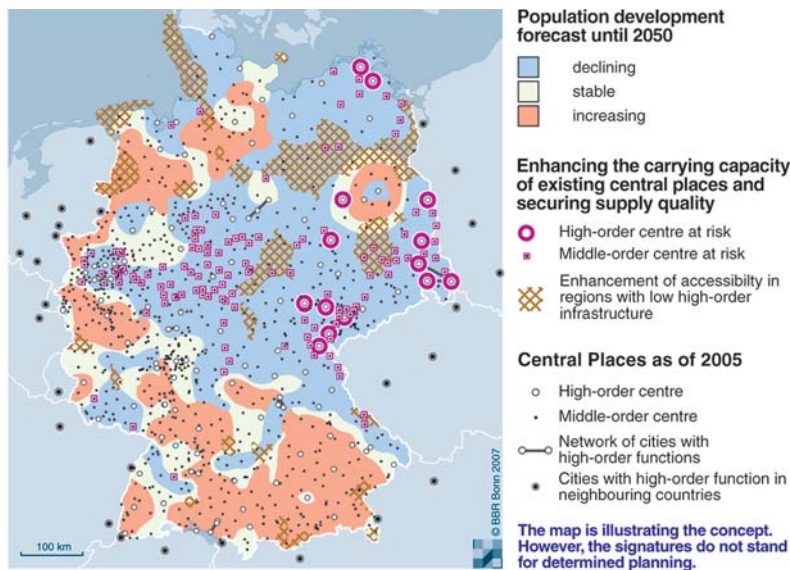 Population development
forecast until 2050
declining
stable
increasing
Enhancing the carrying capacity
of existing central places and
securing supply quality
High-order centre at risk
Middle-order centre at risk
Enhancement of accessibilty in
regions with low high-order
infrastructure
Central Places as of 2005
High-order centre
Middle-order centre
Network of cities with
high-order functions
Cities with high-order function in
neighbouring countries
The map is illustrating the concept.
However, the signatures do not stand
for determined planning.
100 km
© BBR Bonn 2007